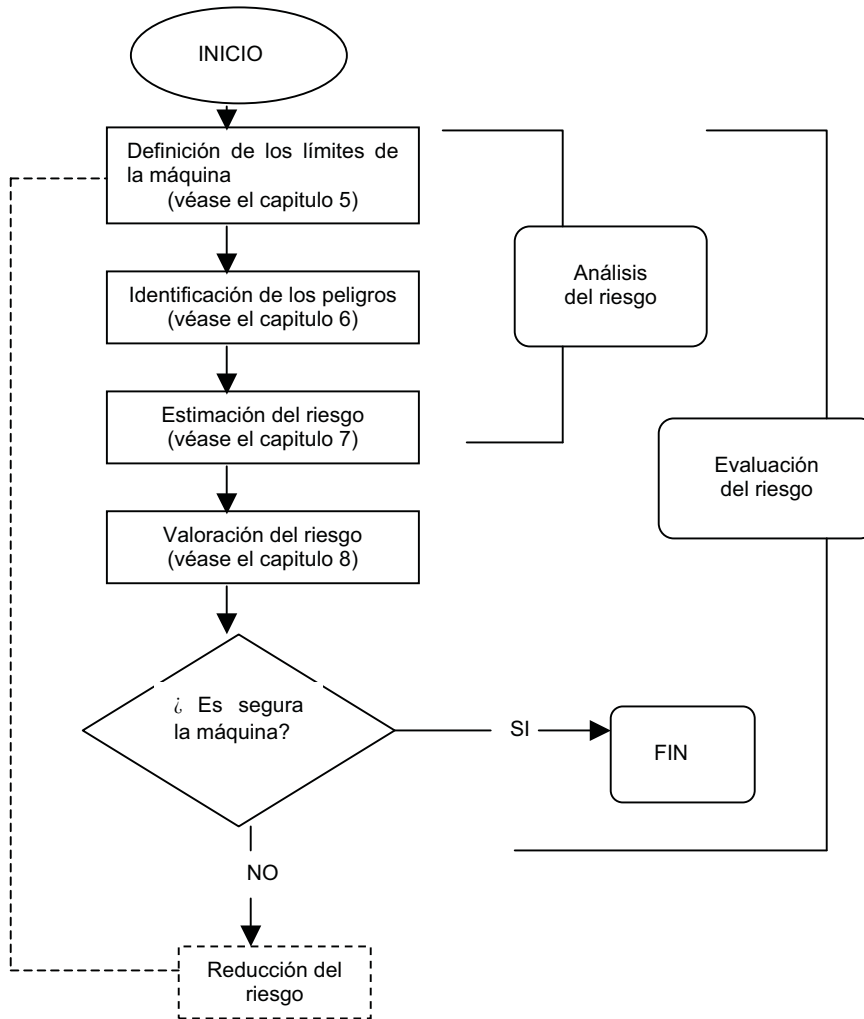 INICIO
Definición de los límites de
la máquina
(véase el capitulo 5)
Identificación de los peligros
(véase el capitulo 6)
Análisis
del riesgo
Estimación del riesgo
(véase el capitulo 7)
Evaluación
del riesgo
Valoración del riesgo
(véase el capitulo 8)
¿ Es segura
la máquina?
SI
FIN
NO
Reducción del
riesgo